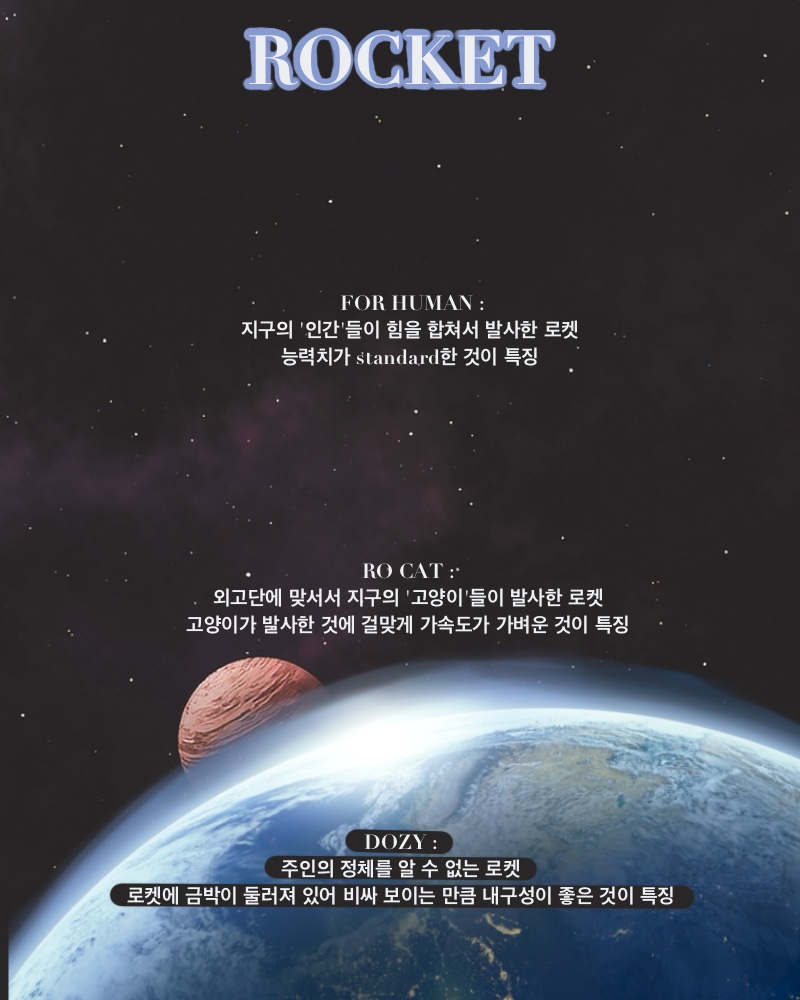 ROCKET
FOR HUMAN :
지구의 '인간'들이 힘을 합쳐서 발사한 로켓
능력치가 standard한 것이 특징
RO CAT :
외고단에 맞서서 지구의 '고양이'들이 발사한 로켓
고양이가 발사한 것에 걸맞게 가속도가 가벼운 것이 특징
DOZY :
주인의 정체를 알 수 없는 로켓
로켓에 금박이 둘러져 있어 비싸 보이는 만큼 내구성이 좋은 것이 특징